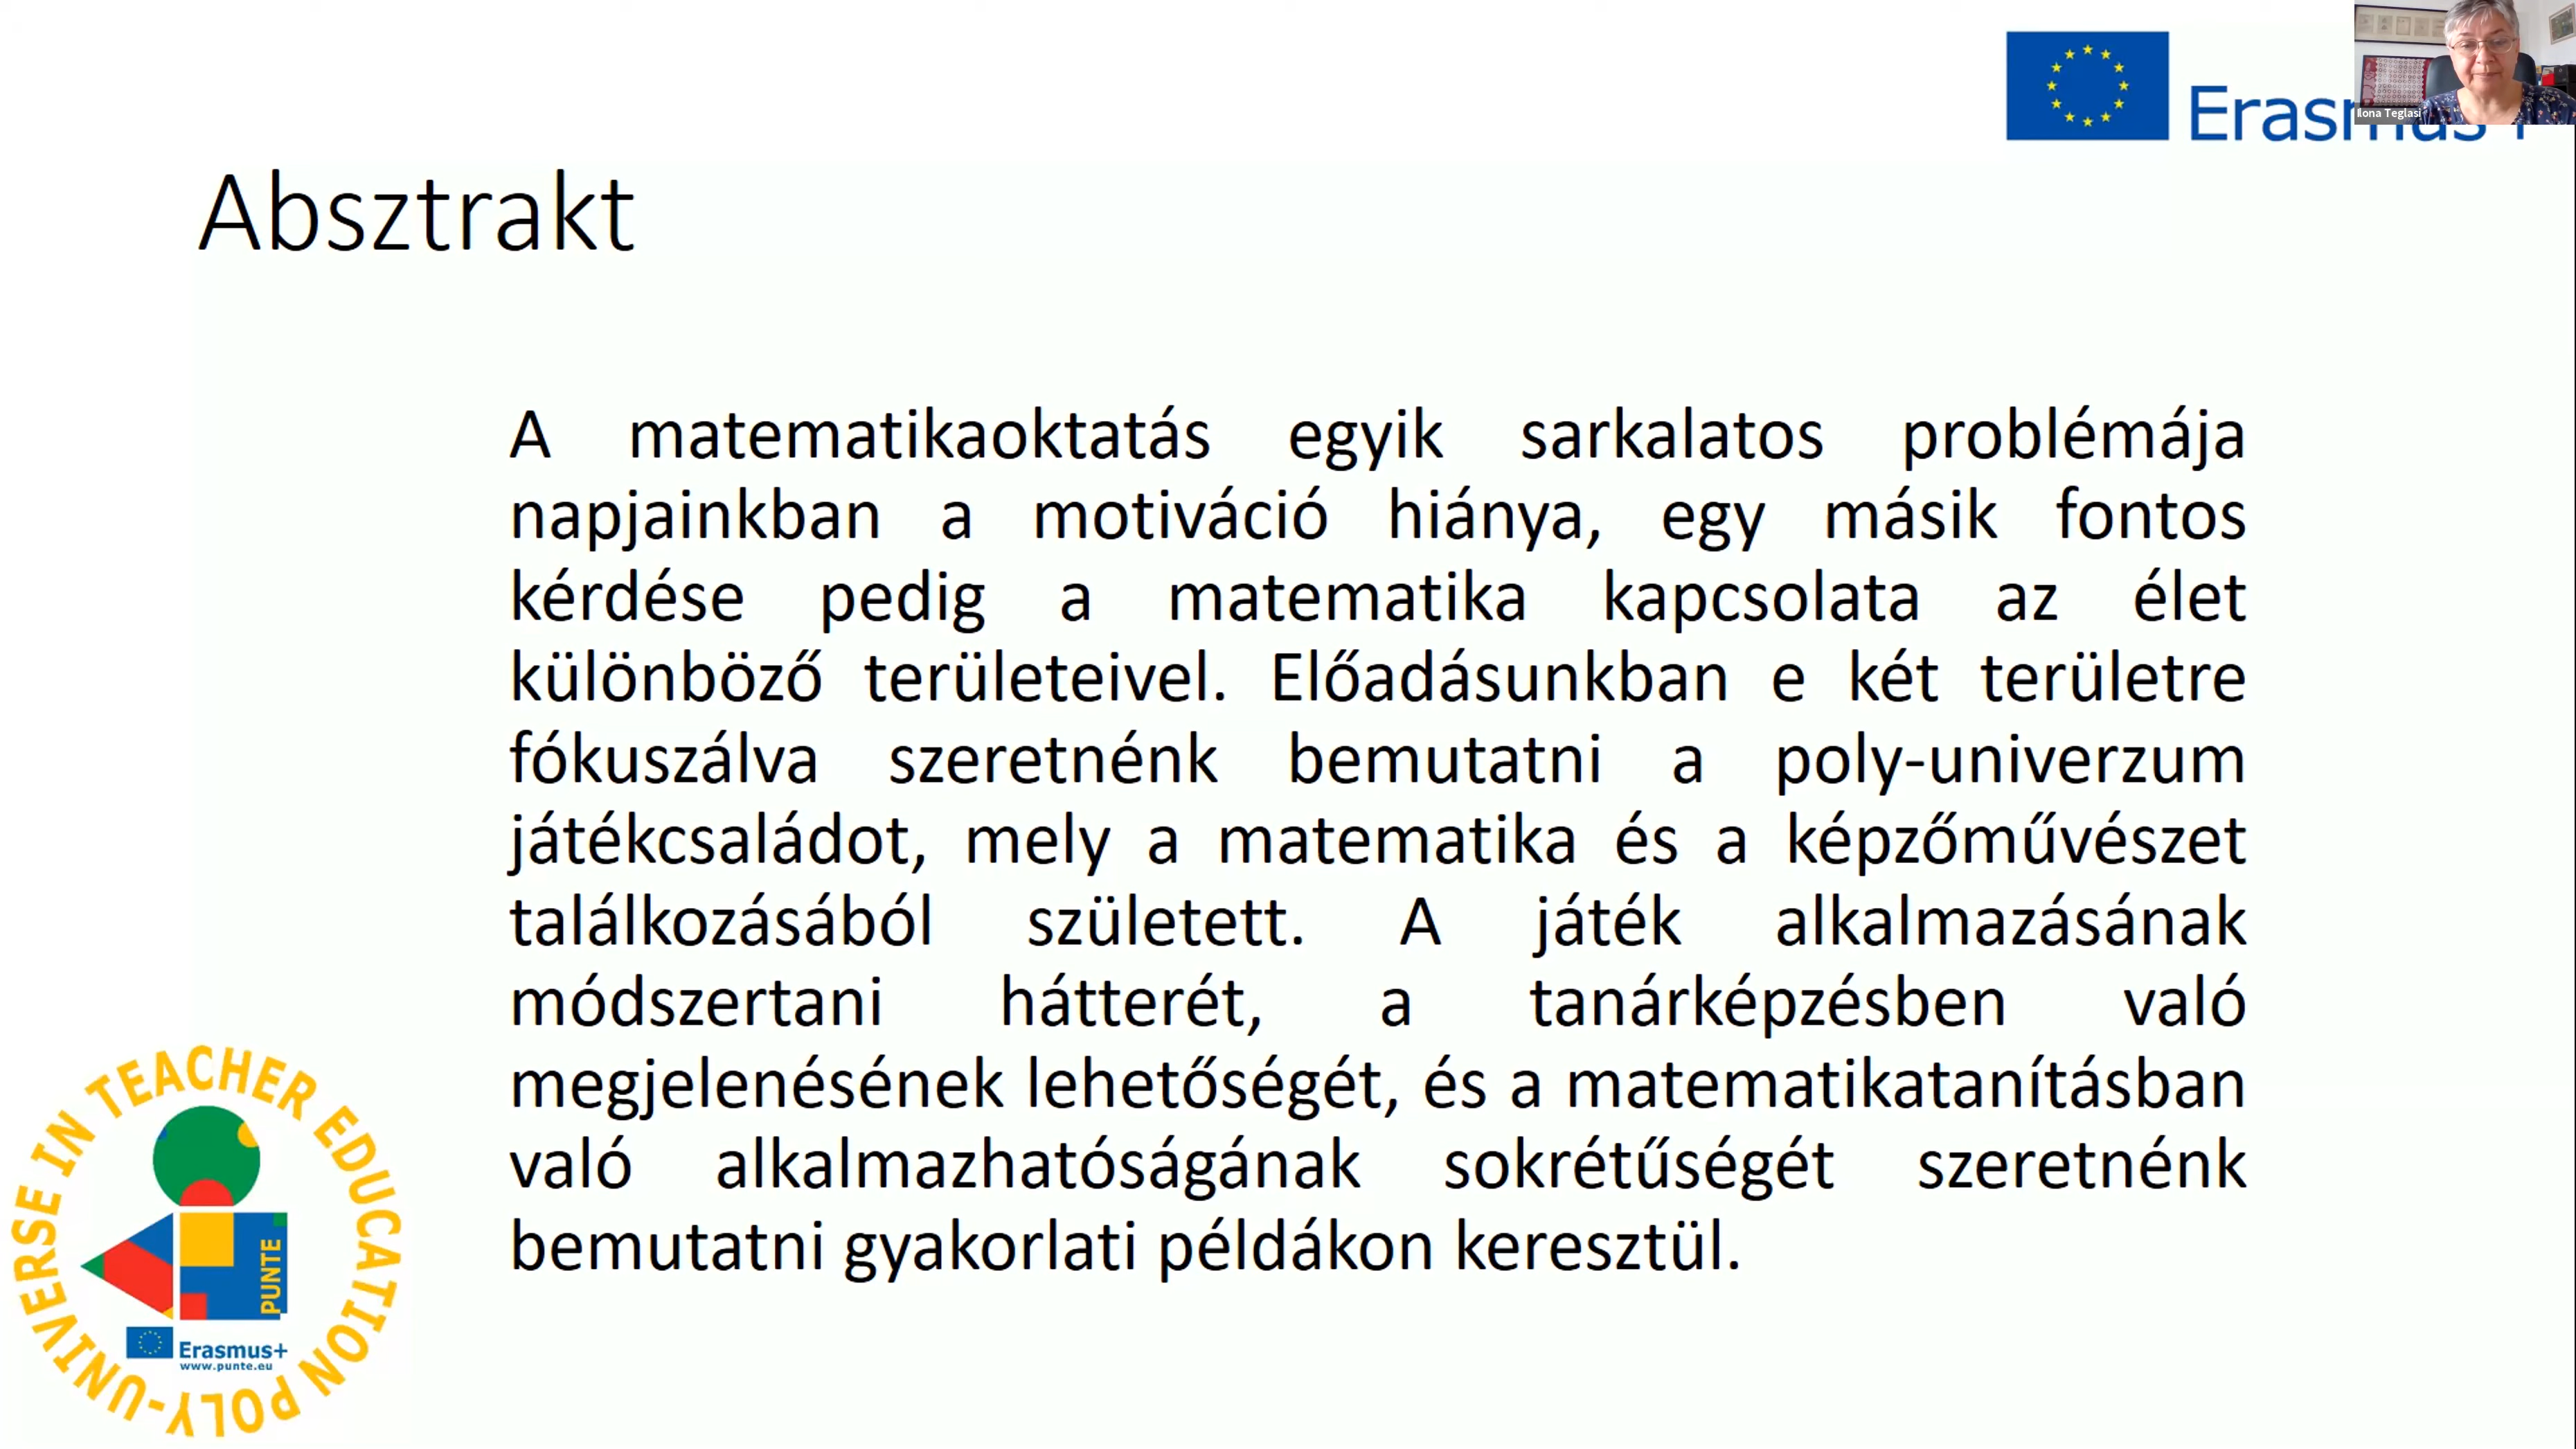 Erasmus+
Ilona Teglasi
Absztrakt
A matematikaoktatás egyik sarkalatos problémája
napjainkban a motiváció hiánya, egy másik fontos
kérdése pedig a matematika kapcsolata az élet
különböző területeivel. Előadásunkban e két területre
fókuszálva szeretnénk bemutatni a poly-univerzum
játékcsaládot, mely a matematika és a képzőművészet
találkozásából született. A játék alkalmazásának
módszertani hátterét, a tanárképzésben való
megjelenésének lehetőségét, és a matematikatanításban
való alkalmazhatóságának sokrétűségét szeretnénk
bemutatni gyakorlati példákon keresztül.
POLY-UNIVERSE IN TEACHER EDUCATION
PUNTE
Erasmus+
www.punte.eu